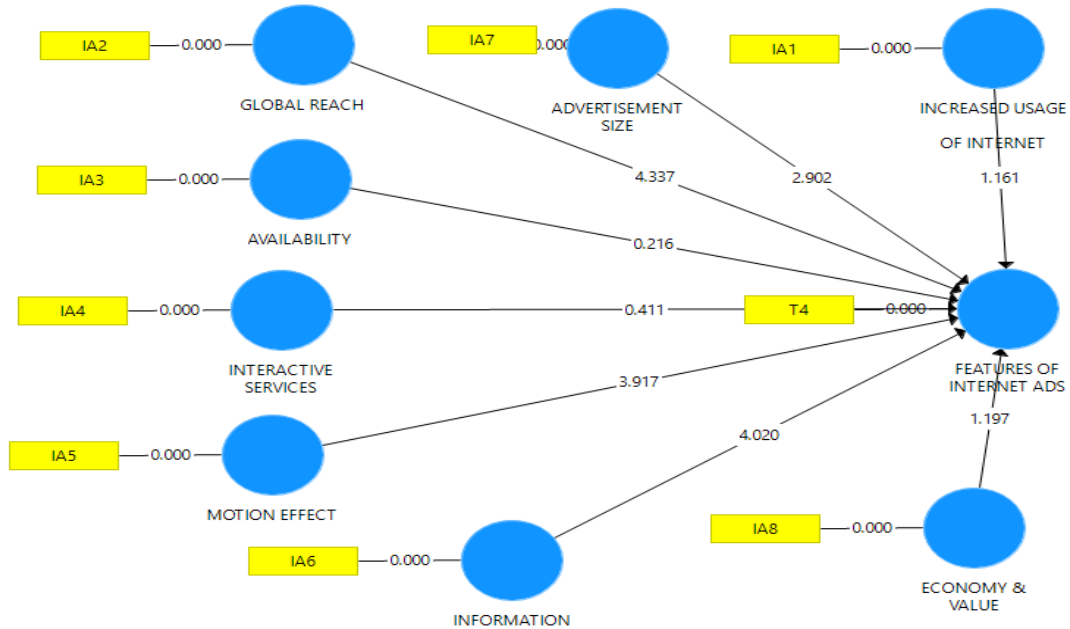 IA2
0.000
GLOBAL REACH
IA7
0.000
ADVERTISEMENT
SIZE
IA1
0.000
INCREASED USAGE
OF INTERNET
IA3
0.000
AVAILABILITY
4.337
2.902
1.161
0.216
IA4
0.000
INTERACTIVE
SERVICES
0.411
T4
0.000
FEATURES OF
INTERNET ADS
IA5
0.000
MOTION EFFECT
3.917
4.020
1.197
IA6
0.000
INFORMATION
IA8
0.000
ECONOMY &
VALUE